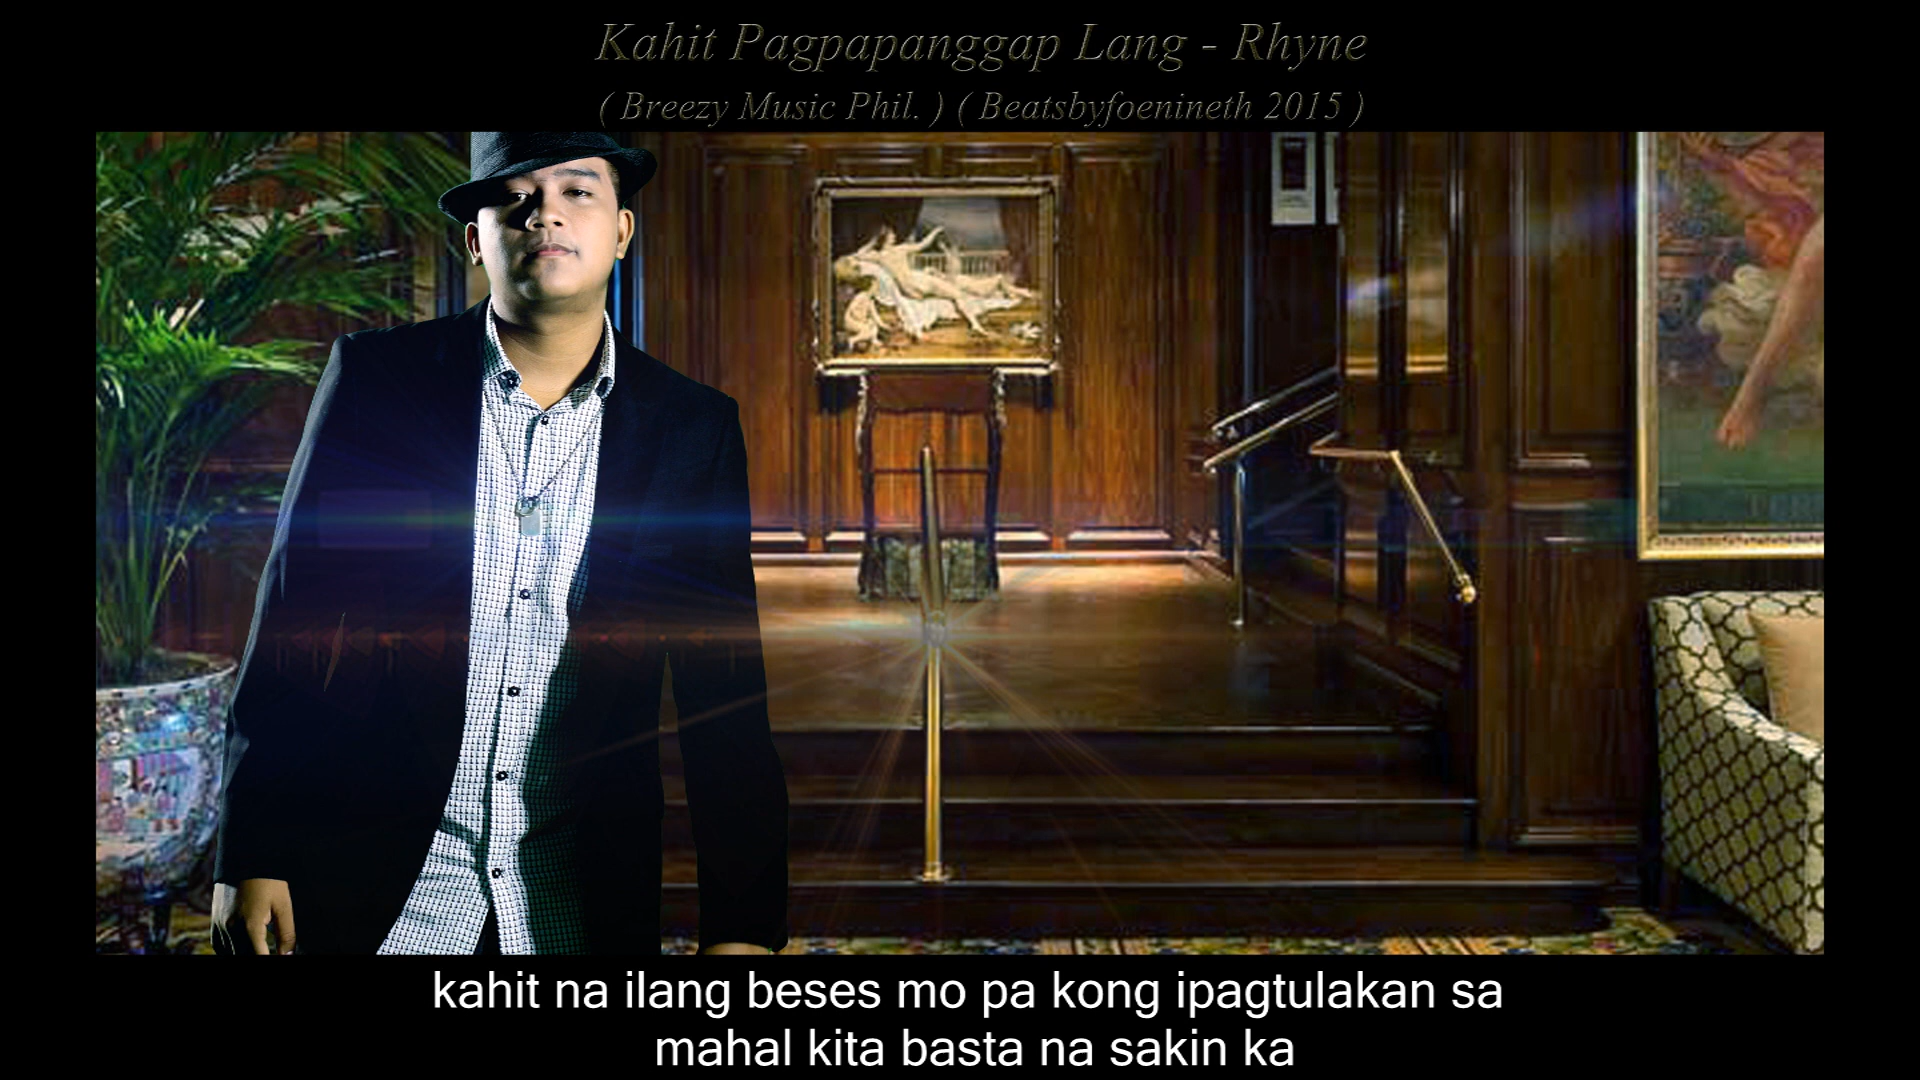 Kahit Pagpapanggap Lang - Rhyne
( Breezy Music Phil. ) ( Beatsbyfoenineth 2015 )
kahit na ilang beses mo pa kong ipagtulakan sa
mahal kita basta na sakin ka